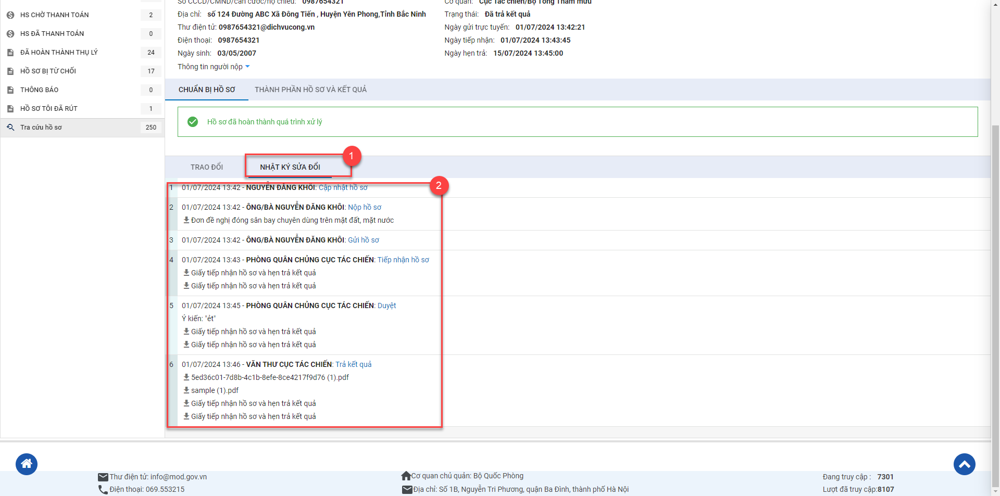 HS CHỜ THANH TOÁN 2
HS ĐÃ THANH TOÁN 0
ĐÃ HOÀN THÀNH THỤ LÝ 24
HỒ SƠ BỊ TỪ CHỐI 17
THÔNG BÁO 0
HỒ SƠ TÔI ĐÃ RÚT 1
Tra cứu hồ sơ 250
Số CCCD/CMND/căn cước/hộ chiếu: 0987654321
Địa chỉ: số 124 Đường ABC Xã Đông Tiến , Huyện Yên Phong,Tỉnh Bắc Ninh
Thư điện tử: 0987654321@dichvucong.vn
Điện thoại: 0987654321
Ngày sinh: 03/05/2007
Thông tin người nộp
Cơ quan: Cục Tác chiến/Bộ Tổng Tham mưu
Trạng thái: Đã trả kết quả
Ngày gửi trực tuyến: 01/07/2024 13:42:21
Ngày tiếp nhận: 01/07/2024 13:43:45
Ngày hẹn trả: 15/07/2024 13:45:00
CHUẨN BỊ HỒ SƠ THÀNH PHẦN HỒ SƠ VÀ KẾT QUẢ
Hồ sơ đã hoàn thành quá trình xử lý
TRAO ĐỔI NHẬT KÝ SỬA ĐỔI 1
2
1 01/07/2024 13:42 - NGUYỄN ĐĂNG KHÔI: Cập nhật hồ sơ
2 01/07/2024 13:42 - ÔNG/BÀ NGUYỄN ĐĂNG KHÔI: Nộp hồ sơ
Đơn đề nghị đóng sân bay chuyên dùng trên mặt đất, mặt nước
3 01/07/2024 13:42 - ÔNG/BÀ NGUYỄN ĐĂNG KHÔI: Gửi hồ sơ
4 01/07/2024 13:43 - PHÒNG QUÂN CHỦNG CỤC TÁC CHIẾN: Tiếp nhận hồ sơ
Giấy tiếp nhận hồ sơ và hẹn trả kết quả
Giấy tiếp nhận hồ sơ và hẹn trả kết quả
5 01/07/2024 13:45 - PHÒNG QUÂN CHỦNG CỤC TÁC CHIẾN: Duyệt
Ý kiến: "ét"
Giấy tiếp nhận hồ sơ và hẹn trả kết quả
Giấy tiếp nhận hồ sơ và hẹn trả kết quả
6 01/07/2024 13:46 - VĂN THƯ CỤC TÁC CHIẾN: Trả kết quả
5ed36c01-7d8b-4c1b-8efe-8ce4217f9d76 (1).pdf
sample (1).pdf
Giấy tiếp nhận hồ sơ và hẹn trả kết quả
Giấy tiếp nhận hồ sơ và hẹn trả kết quả
Thư điện tử: info@mod.gov.vn
Điện thoại: 069.553215
Cơ quan chủ quản: Bộ Quốc Phòng
Địa chỉ: Số 1B, Nguyễn Tri Phương, quận Ba Đình, thành phố Hà Nội
Đang truy cập : 7301
Lượt đã truy cập:8107